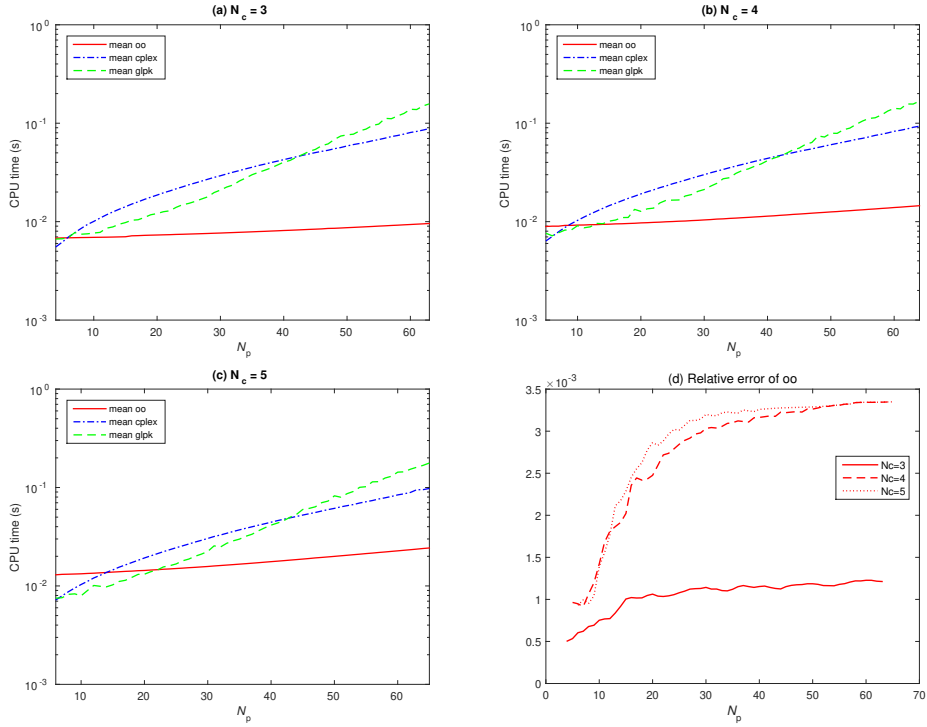 (a) N_c = 3
10^0
10^-1
10^-2
10^-3
CPU time (s)
mean oo
mean cplex
mean glpk
10 20 30 40 50 60
N_p
(b) N_c = 4
10^0
10^-1
10^-2
10^-3
CPU time (s)
mean oo
mean cplex
mean glpk
10 20 30 40 50 60
N_p
(c) N_c = 5
10^0
10^-1
10^-2
10^-3
CPU time (s)
mean oo
mean cplex
mean glpk
10 20 30 40 50 60
N_p
(d) Relative error of oo
×10^-3
3.5
3
2.5
2
1.5
1
0.5
0
Nc=3
Nc=4
Nc=5
0 10 20 30 40 50 60 70
N_p